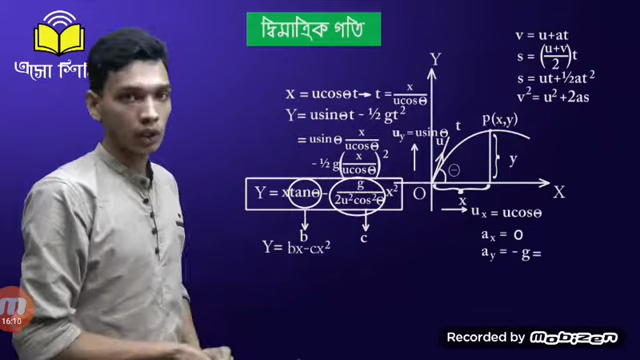 দ্বিমাত্রিক গতি
এসো শি
v = u+at
s = (u+v/2)t
s = ut+½at²
v² = u² +2as
x = ucosΘt→ t = x/ucosΘ
Y= usinΘt - ½ gt²
= usinΘ x/ucosΘ
- ½ g(x/ucosΘ)²
Y = xtanΘ- g/2u²cos²Θ x²
b
c
Y= bx-cx²
Y
uy= usinΘ
u
t
p(x,y)
Θ
y
O
x
X
ux = ucosΘ
ax = 0
ay = - g=
16:10
Recorded by mobizen